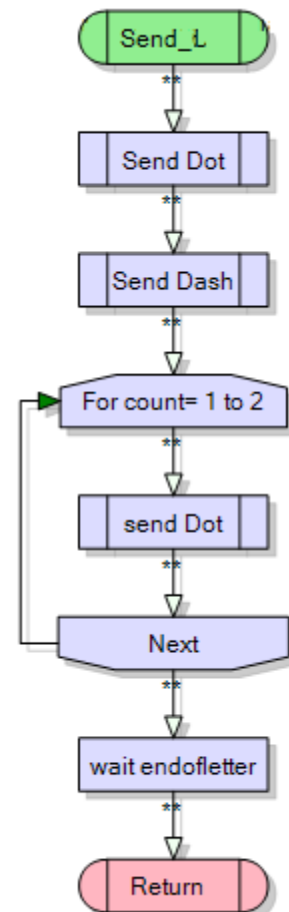 Send_L
**
Send Dot
**
Send Dash
**
For count= 1 to 2
**
send Dot
**
Next
**
wait endofletter
**
Return